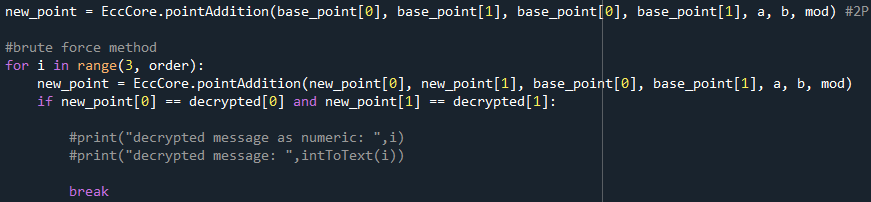 new_point = EccCore.pointAddition(base_point[0], base_point[1], base_point[0], base_point[1], a, b, mod) #2P
#brute force method
for i in range(3, order):
new_point = EccCore.pointAddition(new_point[0], new_point[1], base_point[0], base_point[1], a, b, mod)
if new_point[0] == decrypted[0] and new_point[1] == decrypted[1]:
#print("decrypted message as numeric: ",i)
#print("decrypted message: ",intToText(i))
break